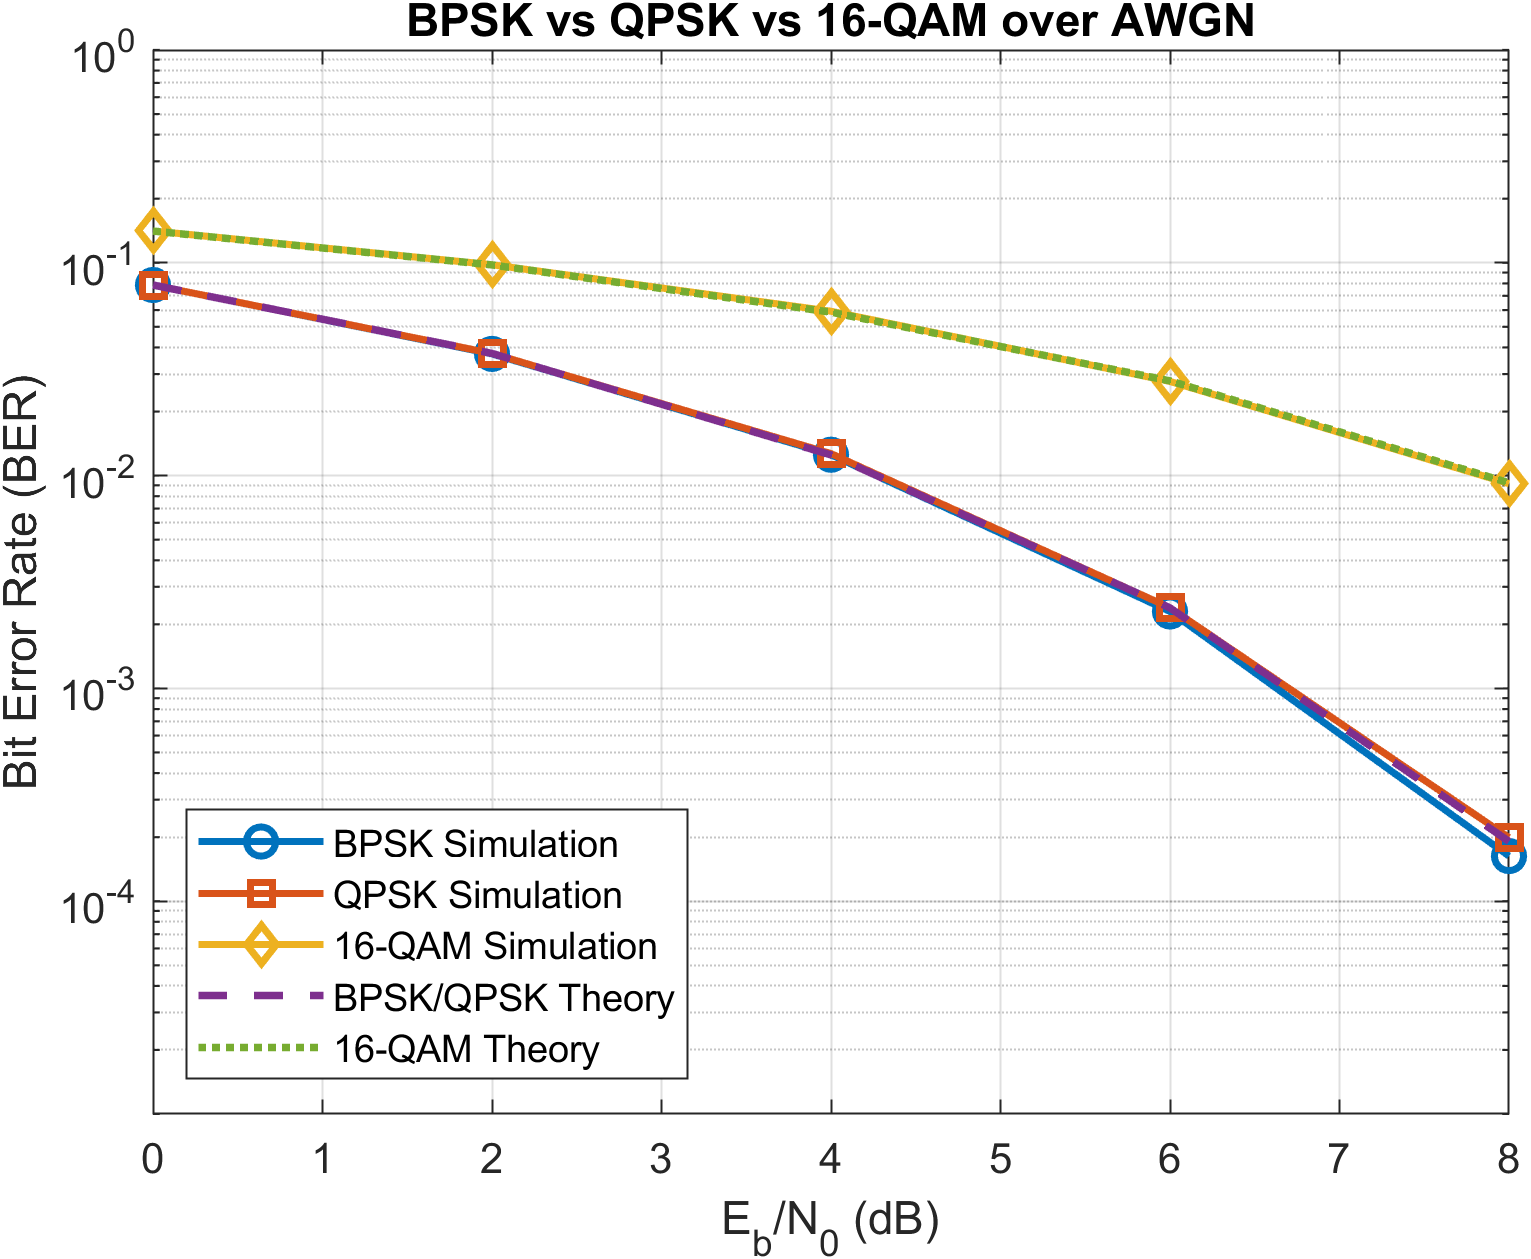 BPSK vs QPSK vs 16-QAM over AWGN
10^0
10^-1
10^-2
10^-3
10^-4
Bit Error Rate (BER)
BPSK Simulation
QPSK Simulation
16-QAM Simulation
BPSK/QPSK Theory
16-QAM Theory
0 1 2 3 4 5 6 7 8
E_b/N_0 (dB)